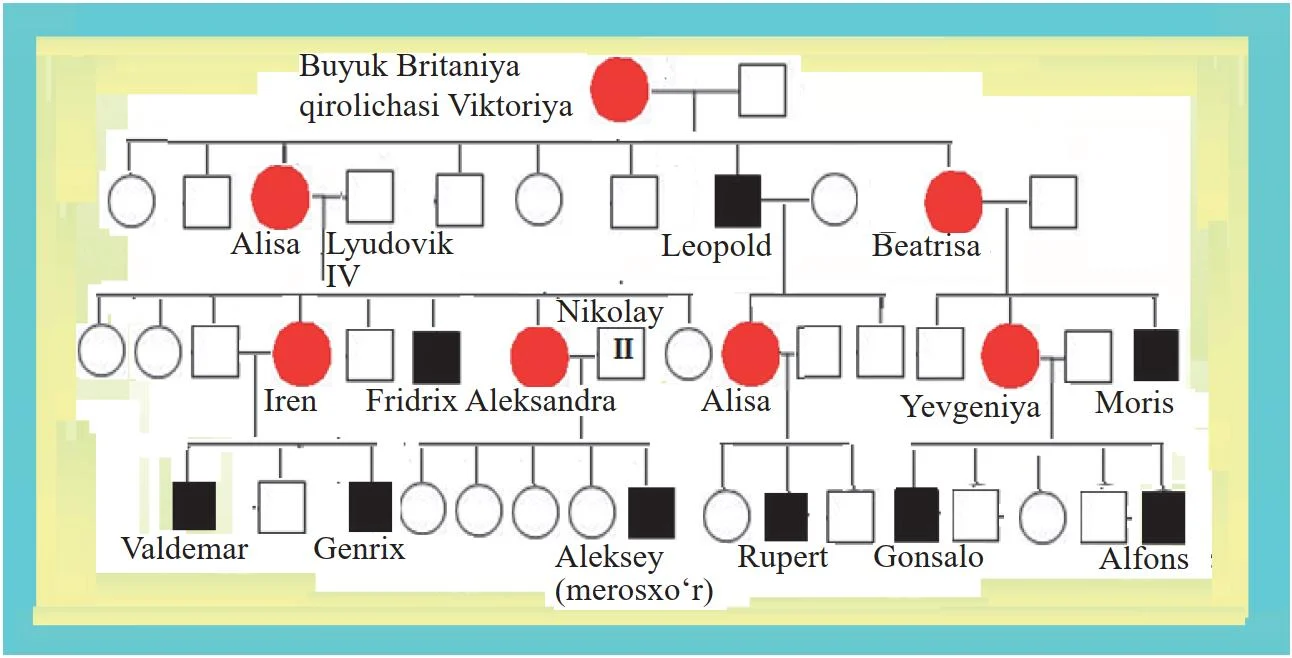 Buyuk Britaniya
qirolichasi Viktoriya
Alisa
Lyudovik
IV
Leopold
Beatrisa
Nikolay
II
Iren
Fridrix
Aleksandra
Alisa
Yevgeniya
Moris
Valdemar
Genrix
Aleksey
(merosxo‘r)
Rupert
Gonsalo
Alfons